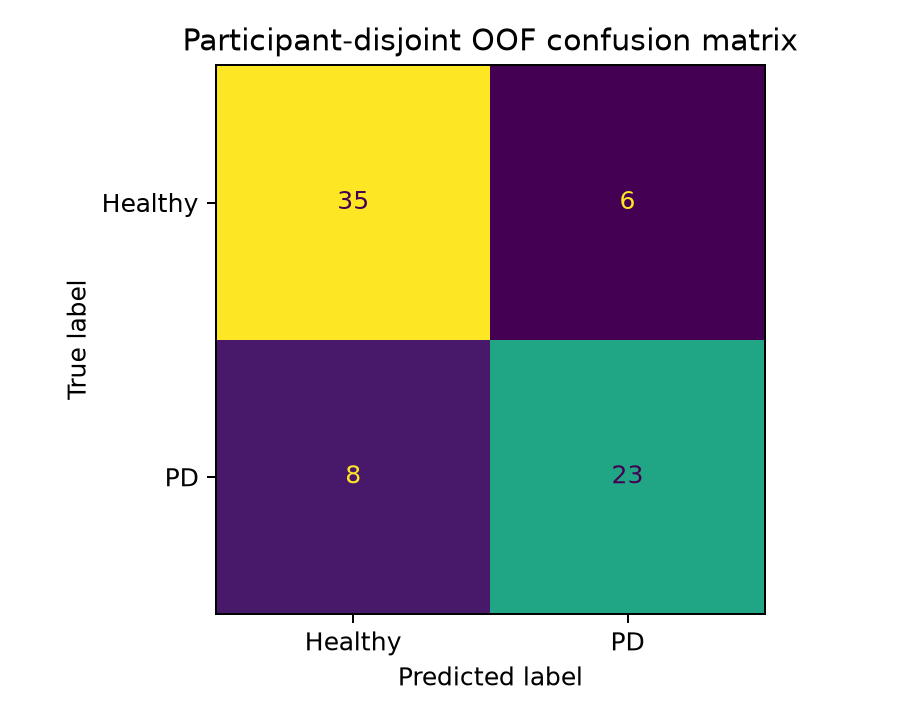 Participant-disjoint OOF confusion matrix
Healthy
35
6
True label
PD
8
23
Healthy
PD
Predicted label